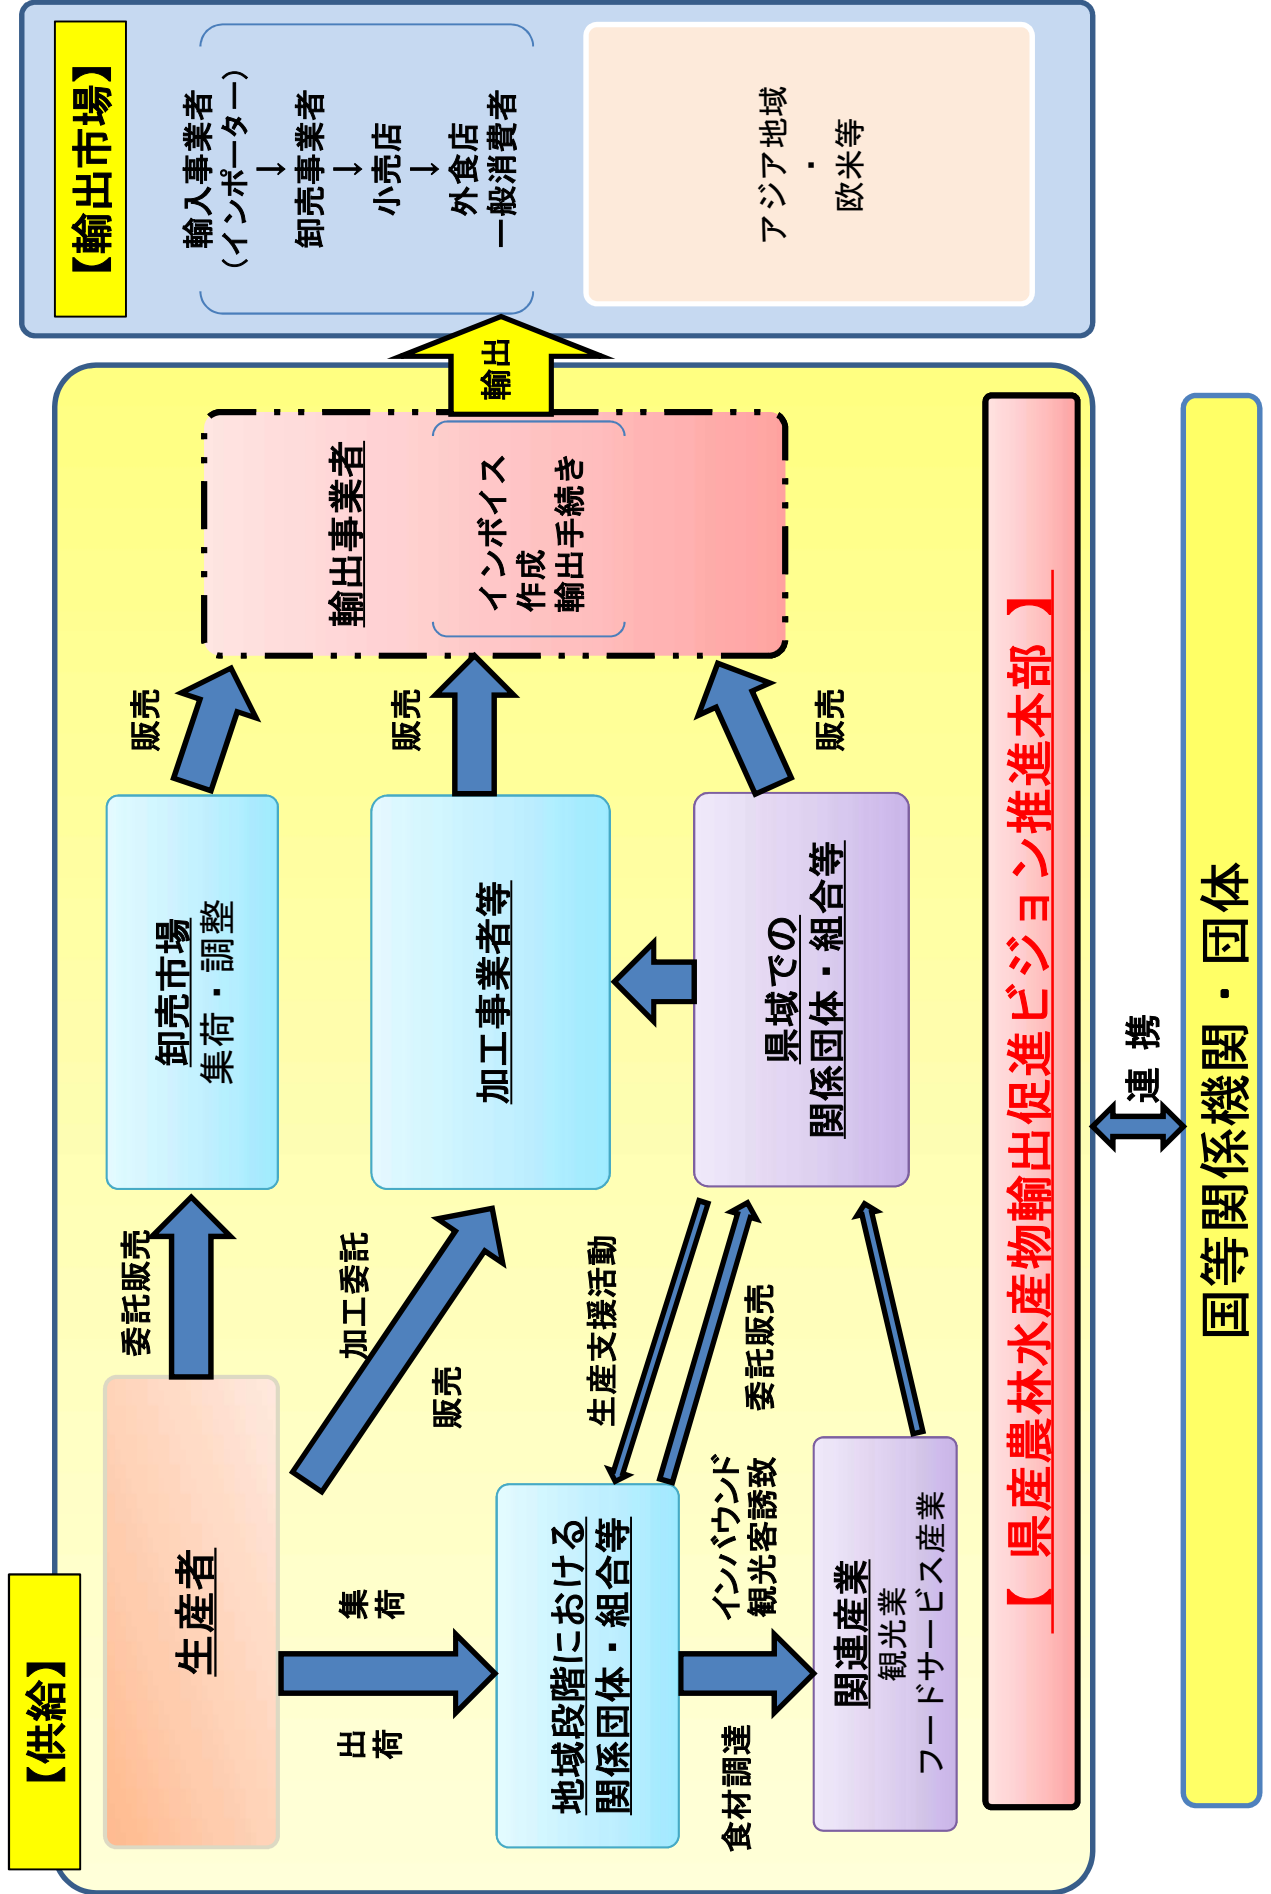 【供給】
生産者
委託販売
卸売市場
集荷・調整
販売
加工委託
販売
加工事業者等
販売
出荷
集荷
地域段階における
関係団体・組合等
生産支援活動
委託販売
県域での
関係団体・組合等
販売
食材調達
インバウンド
観光客誘致
関連産業
観光業
フードサービス産業
輸出事業者
インボイス
作成
輸出手続き
輸出
【輸出市場】
輸入事業者
（インポーター）
↓
卸売事業者
↓
小売店
↓
外食店
一般消費者
アジア地域
・
欧米等
【 県産農林水産物輸出促進ビジョン推進本部 】
連 携
国等関係機関・団体